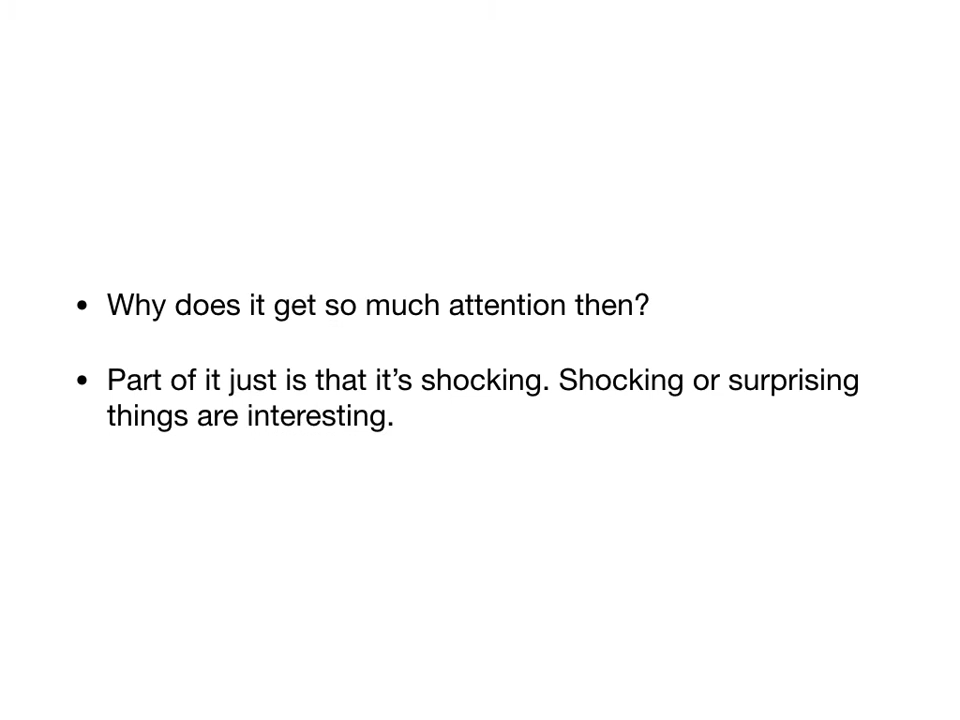 • Why does it get so much attention then?
• Part of it just is that it’s shocking. Shocking or surprising
things are interesting.